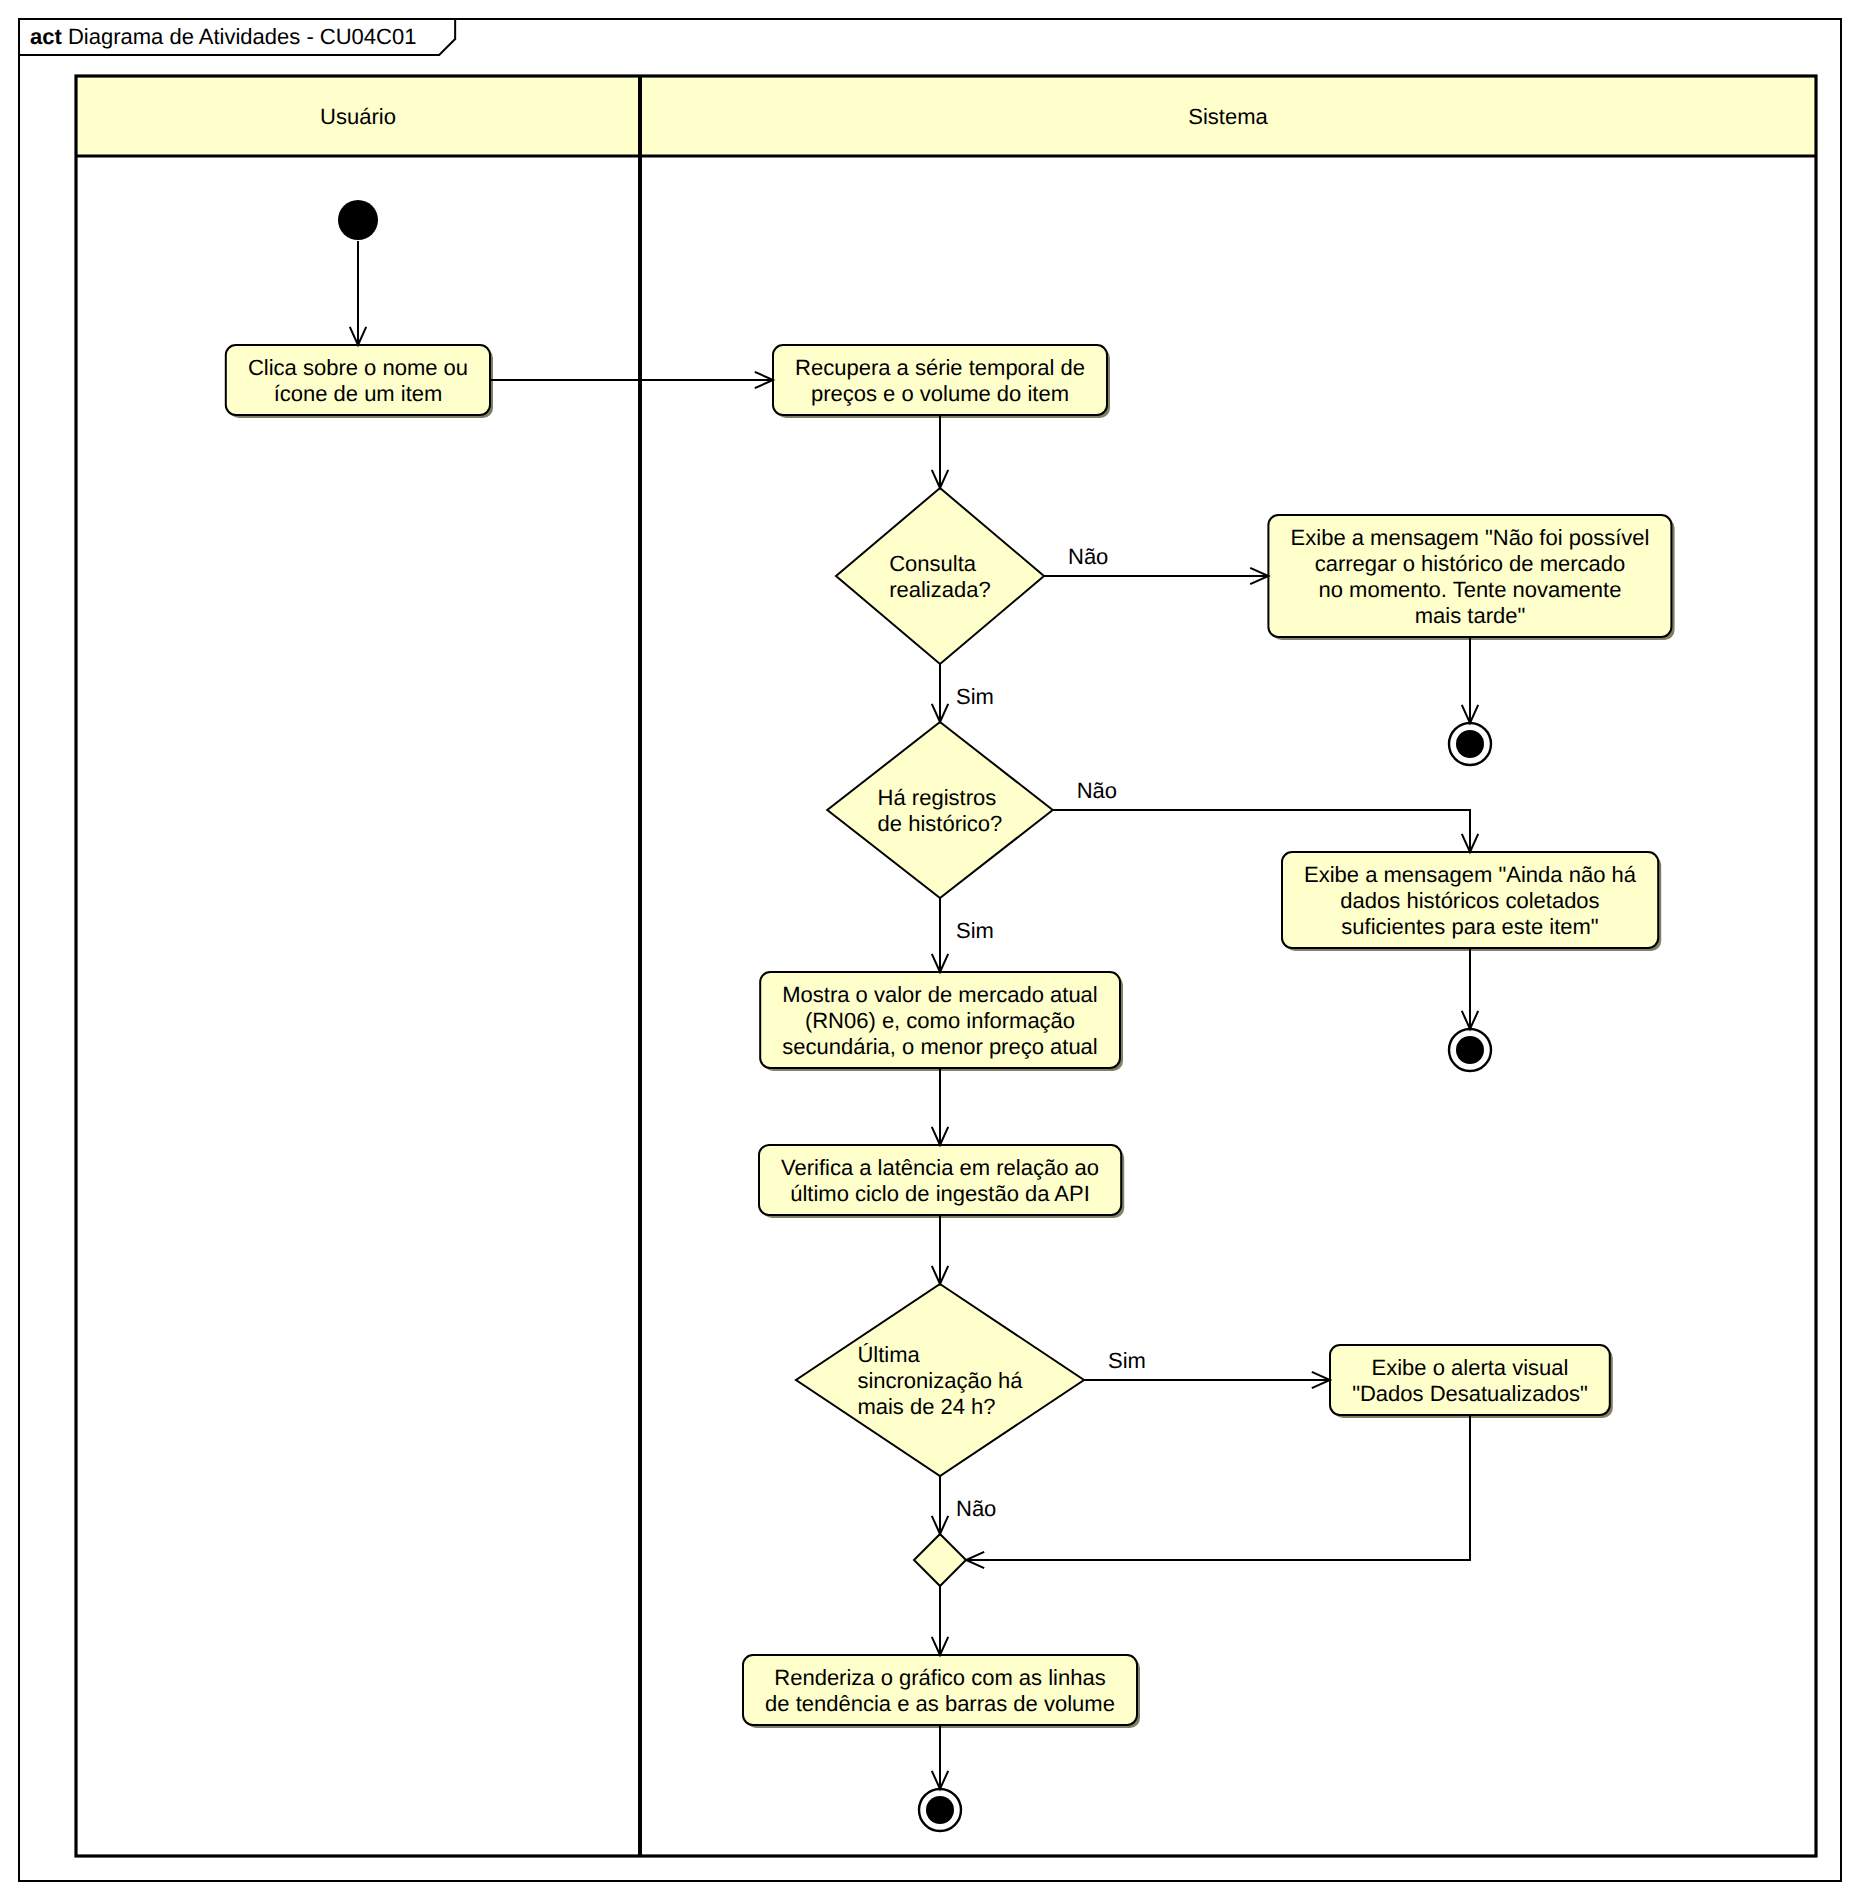 act Diagrama de Atividades - CU04C01
Usuário
Sistema
Clica sobre o nome ou
ícone de um item
Recupera a série temporal de
preços e o volume do item
Consulta
realizada?
Não
Exibe a mensagem "Não foi possível
carregar o histórico de mercado
no momento. Tente novamente
mais tarde"
Sim
Há registros
de histórico?
Não
Exibe a mensagem "Ainda não há
dados históricos coletados
suficientes para este item"
Sim
Mostra o valor de mercado atual
(RN06) e, como informação
secundária, o menor preço atual
Verifica a latência em relação ao
último ciclo de ingestão da API
Última
sincronização há
mais de 24 h?
Sim
Exibe o alerta visual
"Dados Desatualizados"
Não
Renderiza o gráfico com as linhas
de tendência e as barras de volume